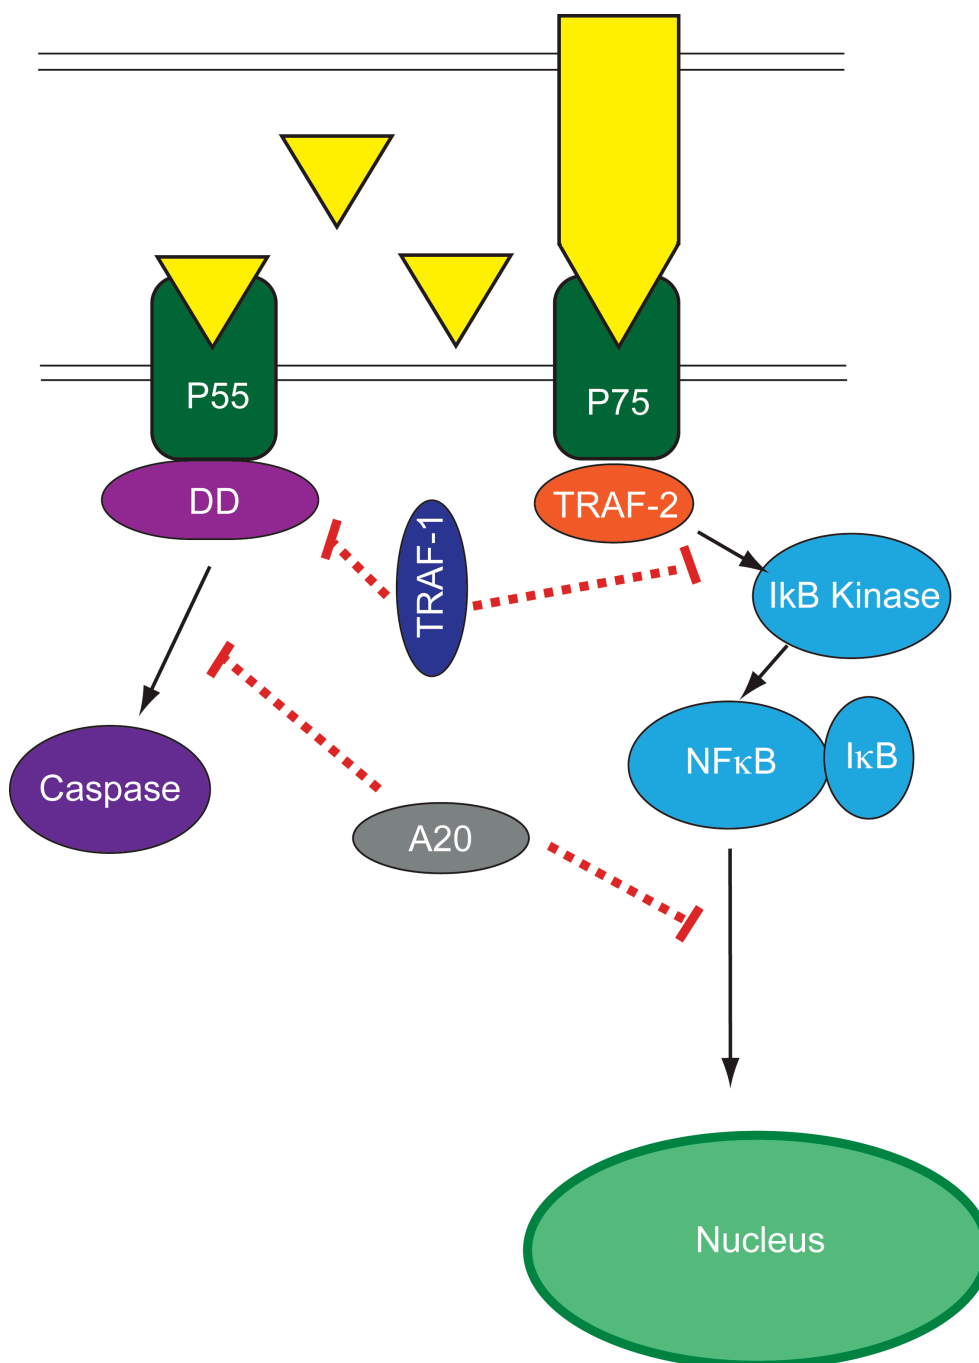 P55
P75
DD
TRAF-2
TRAF-1
IkB Kinase
NFκB
IκB
Caspase
A20
Nucleus